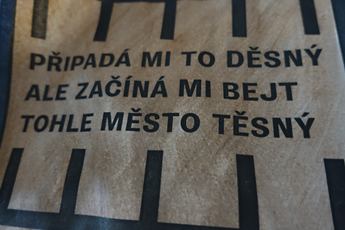 PŘIPADÁ MI TO DĚSNÝ
ALE ZAČÍNÁ MI BEJT
TOHLE MĚSTO TĚSNÝ